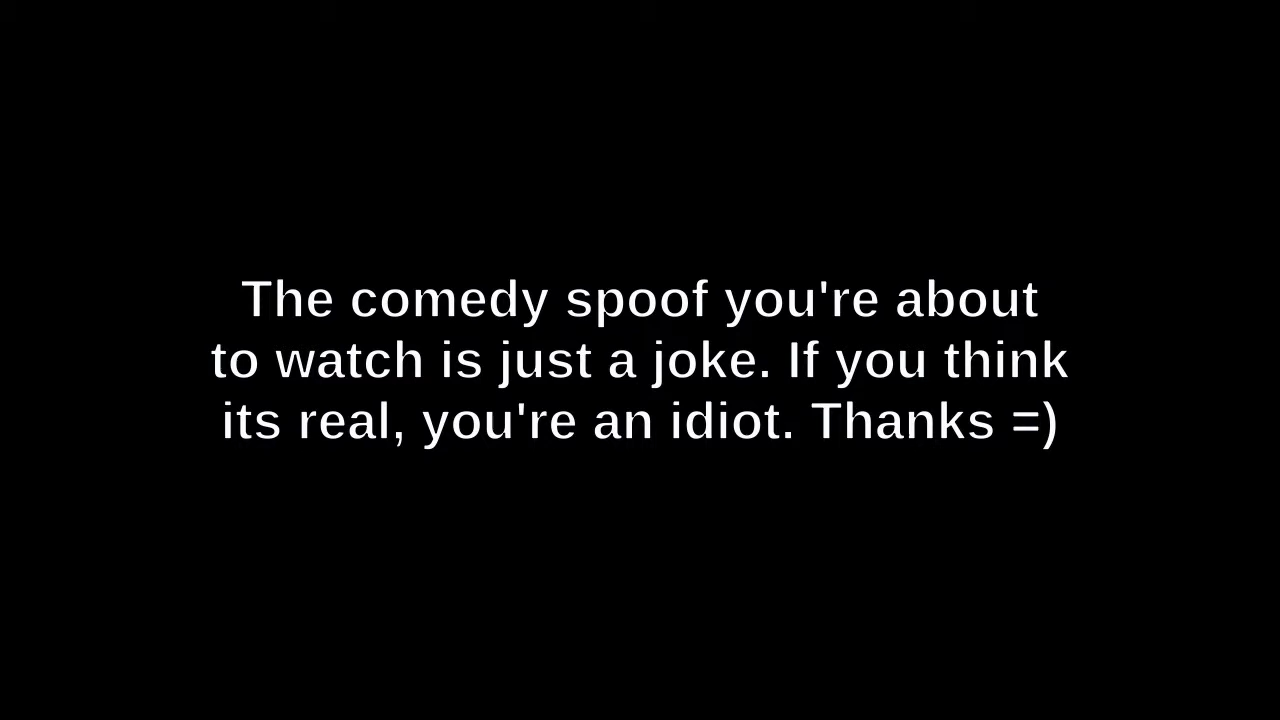 The comedy spoof you're about
to watch is just a joke. If you think
its real, you're an idiot. Thanks =)